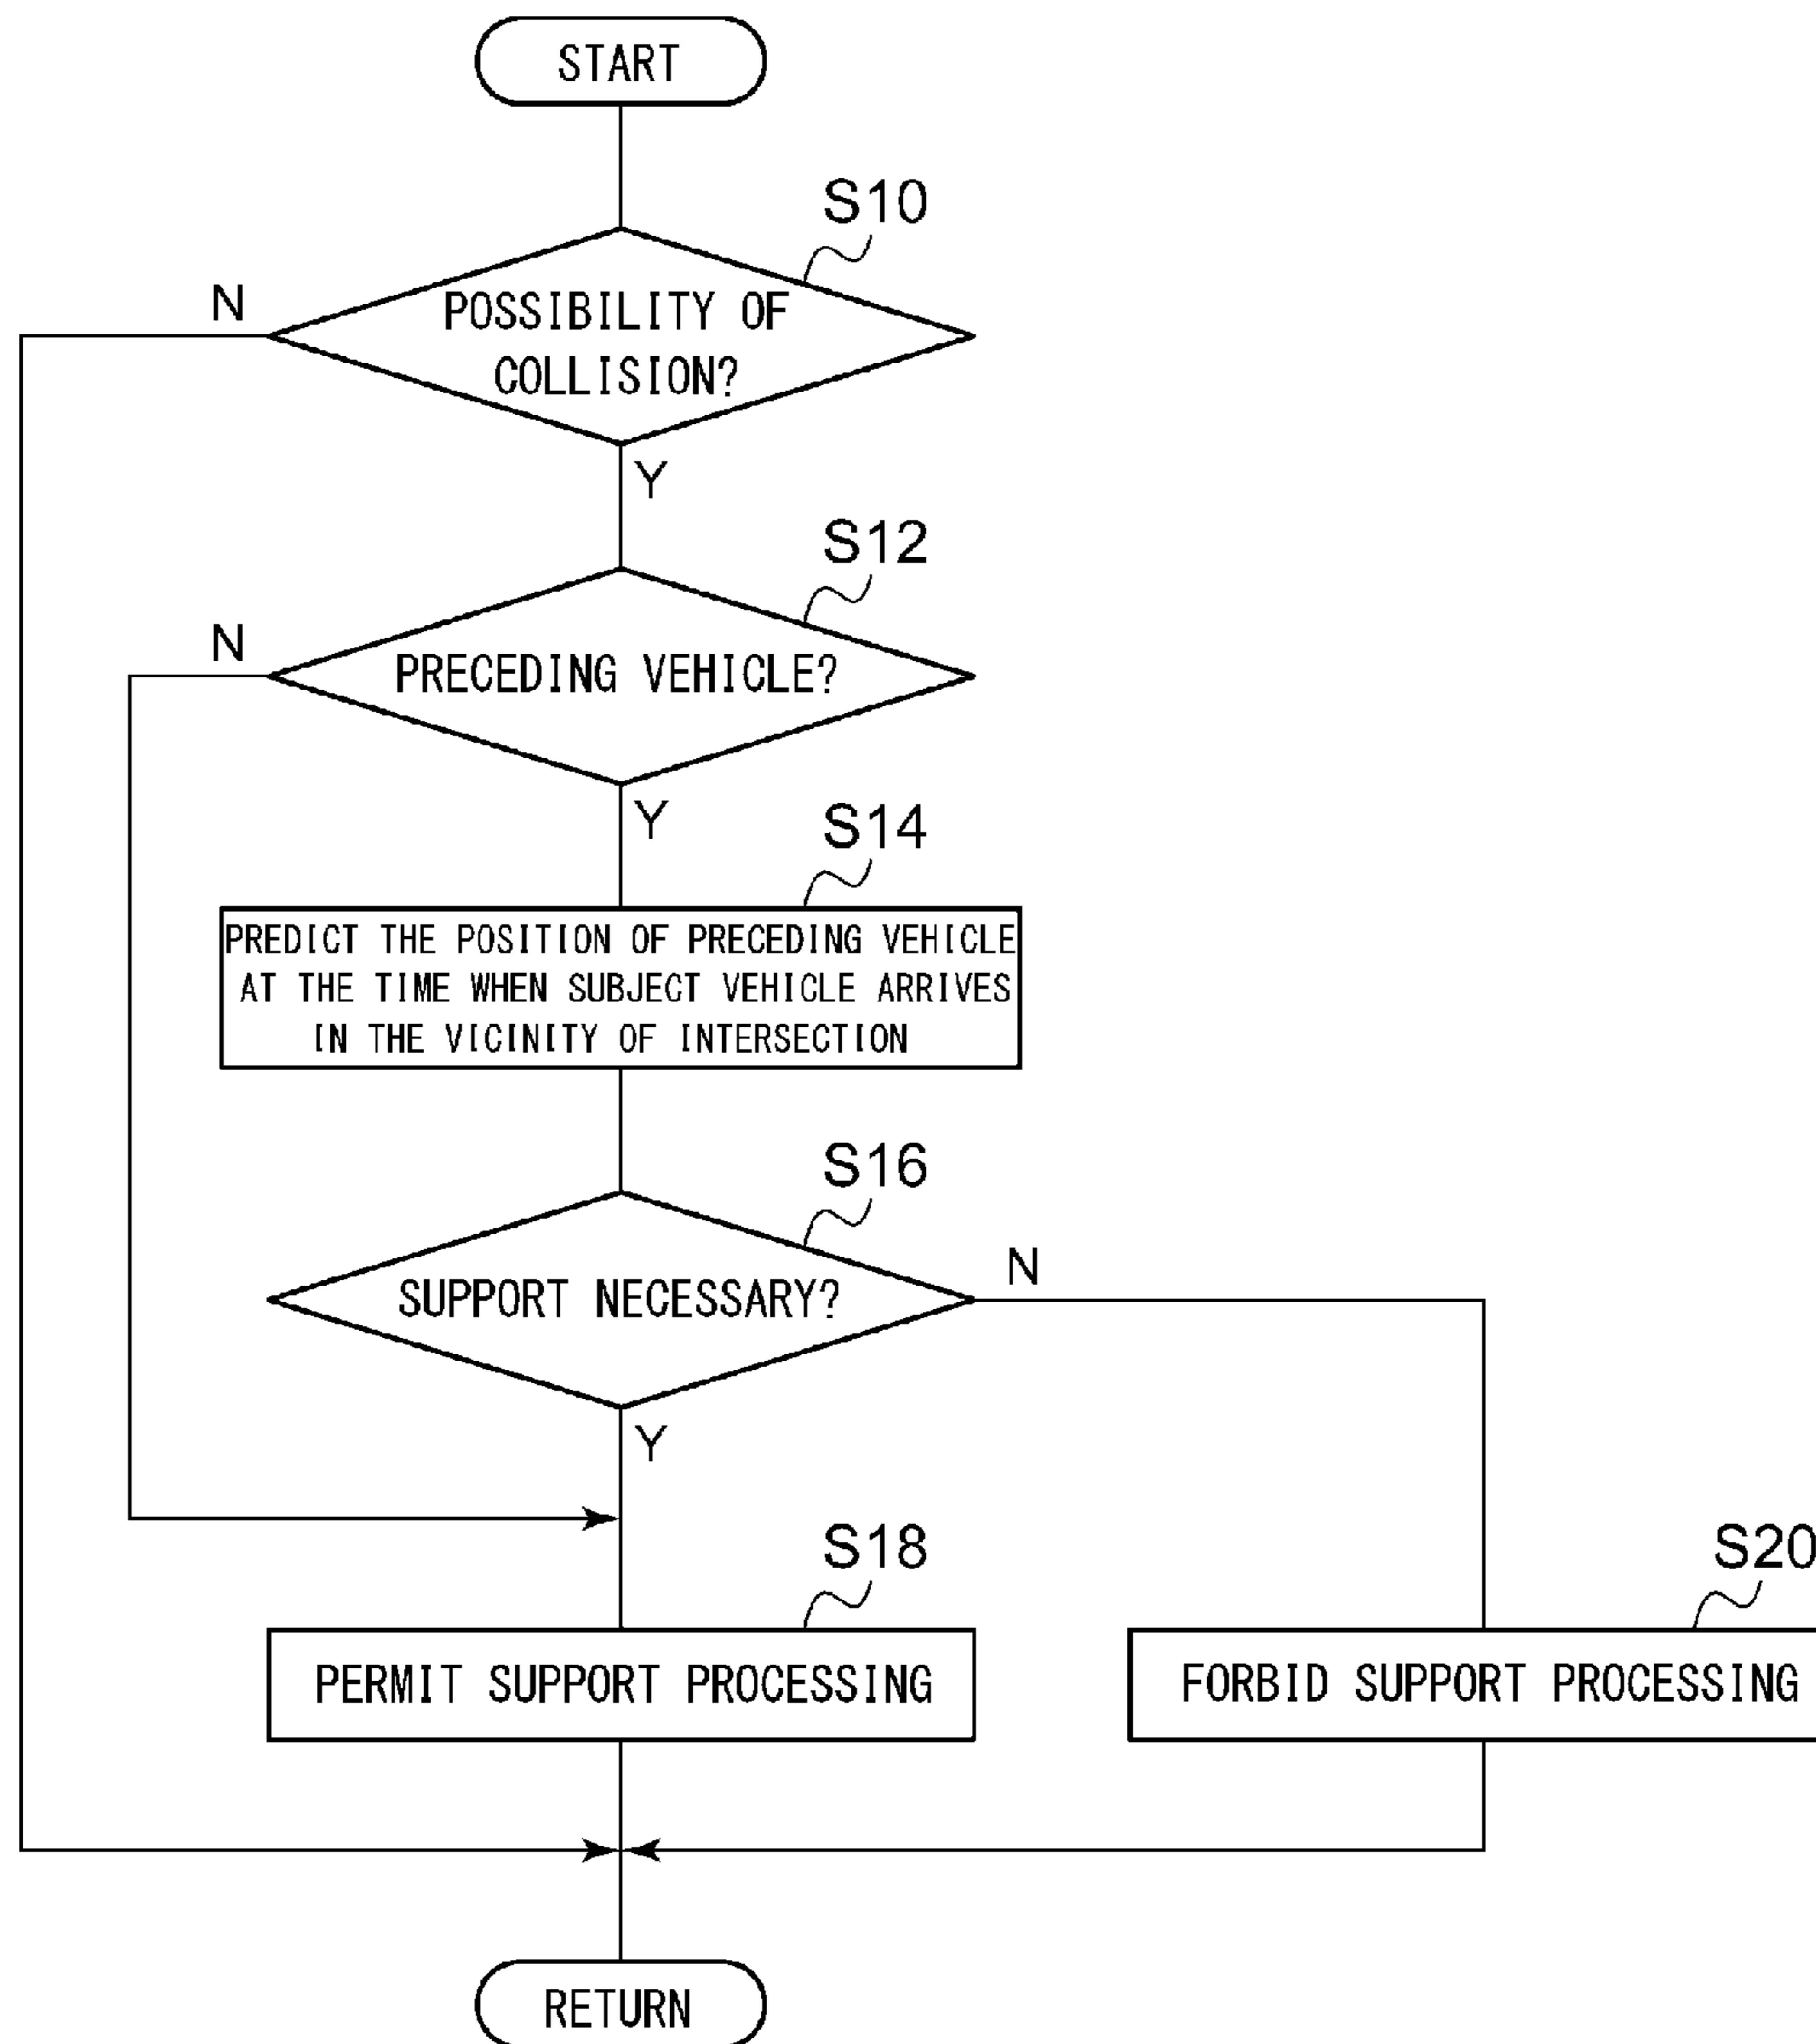 START
S10
N
POSSIBILITY OF
COLLISION?
Y
S12
N
PRECEDING VEHICLE?
Y
S14
PREDICT THE POSITION OF PRECEDING VEHICLE
AT THE TIME WHEN SUBJECT VEHICLE ARRIVES
IN THE VICINITY OF INTERSECTION
S16
N
SUPPORT NECESSARY?
Y
S18
S20
PERMIT SUPPORT PROCESSING
FORBID SUPPORT PROCESSING
RETURN